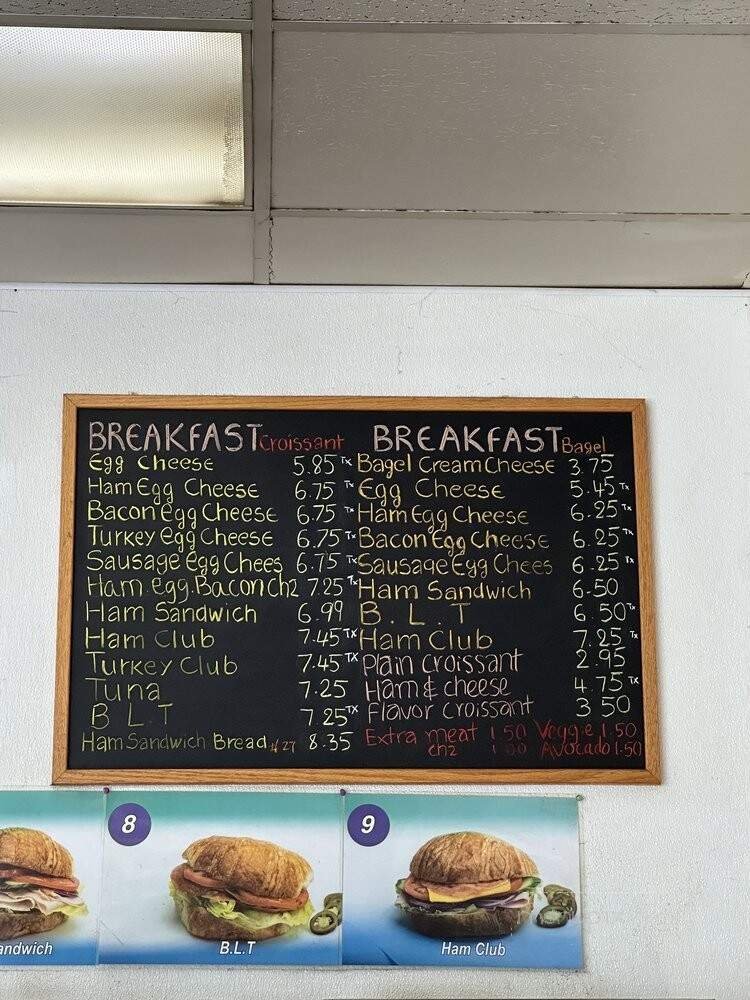 BREAKFAST Croissant
Egg Cheese 5.85 Tx
Ham Egg Cheese 6.75 Tx
Bacon Egg Cheese 6.75 Tx
Turkey egg Cheese 6.75 Tx
Sausage egg Chees 6.75 Tx
Ham.egg.Bacon Chz 7.25 Tx
Ham Sandwich 6.99
Ham Club 7.45 TX
Turkey Club 7.45 TX
Tuna 7.25
B L.T 7.25 TX
Ham Sandwich Bread 8.35
BREAKFAST Bagel
Bagel Cream Cheese 3.75
Egg Cheese 5.45 Tx
Ham Egg Cheese 6.25 Tx
Bacon Egg Cheese 6.25 Tx
Sausage Egg Chees 6.25 Tx
Ham Sandwich 6.50
B.L.T 6.50 Tx
Ham Club 7.25 Tx
Plain croissant 2.95
Ham & cheese 4.75 Tx
Flavor croissant 3 50
Extra meat 1 50 Veggie 1.50
chz Avocado 1.50
andwich
8
B.L.T
9
Ham Club